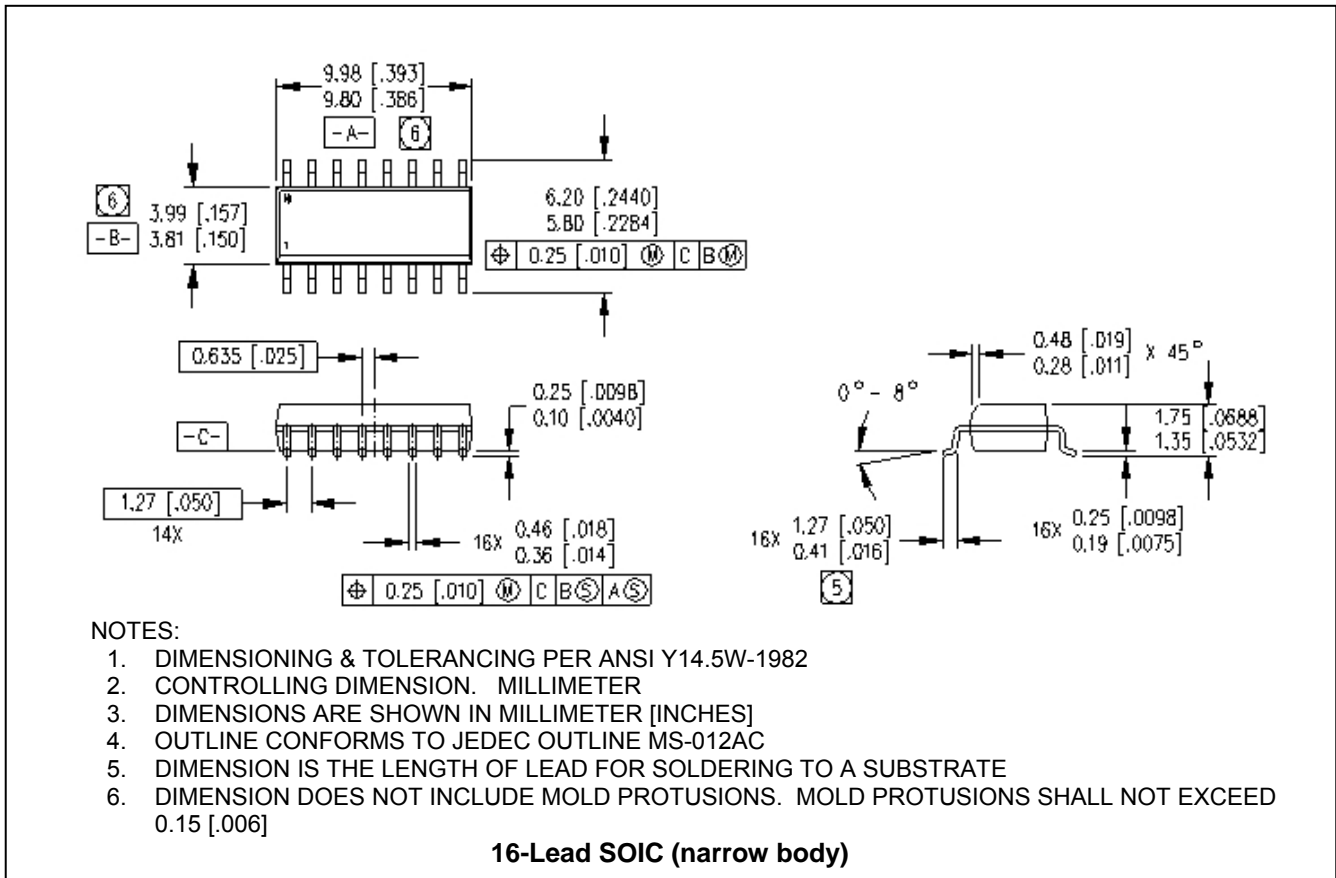 9.98 [.393]
9.80 [.386]
-A-
6
6
3.99 [.157]
3.81 [.150]
-B-
1
6.20 [.2440]
5.80 [.2284]
⌖ 0.25 [.010] Ⓜ C B Ⓜ
0.635 [.025]
0.25 [.0098]
0.10 [.0040]
-C-
1.27 [.050]
14X
16X 0.46 [.018]
0.36 [.014]
⌖ 0.25 [.010] Ⓜ C B Ⓢ A Ⓢ
0.48 [.019]
0.28 [.011]
X 45°
0° - 8°
1.75 [.0688]
1.35 [.0532]
16X 1.27 [.050]
0.41 [.016]
5
16X 0.25 [.0098]
0.19 [.0075]
NOTES:
1. DIMENSIONING & TOLERANCING PER ANSI Y14.5W-1982
2. CONTROLLING DIMENSION. MILLIMETER
3. DIMENSIONS ARE SHOWN IN MILLIMETER [INCHES]
4. OUTLINE CONFORMS TO JEDEC OUTLINE MS-012AC
5. DIMENSION IS THE LENGTH OF LEAD FOR SOLDERING TO A SUBSTRATE
6. DIMENSION DOES NOT INCLUDE MOLD PROTUSIONS. MOLD PROTUSIONS SHALL NOT EXCEED
0.15 [.006]
16-Lead SOIC (narrow body)